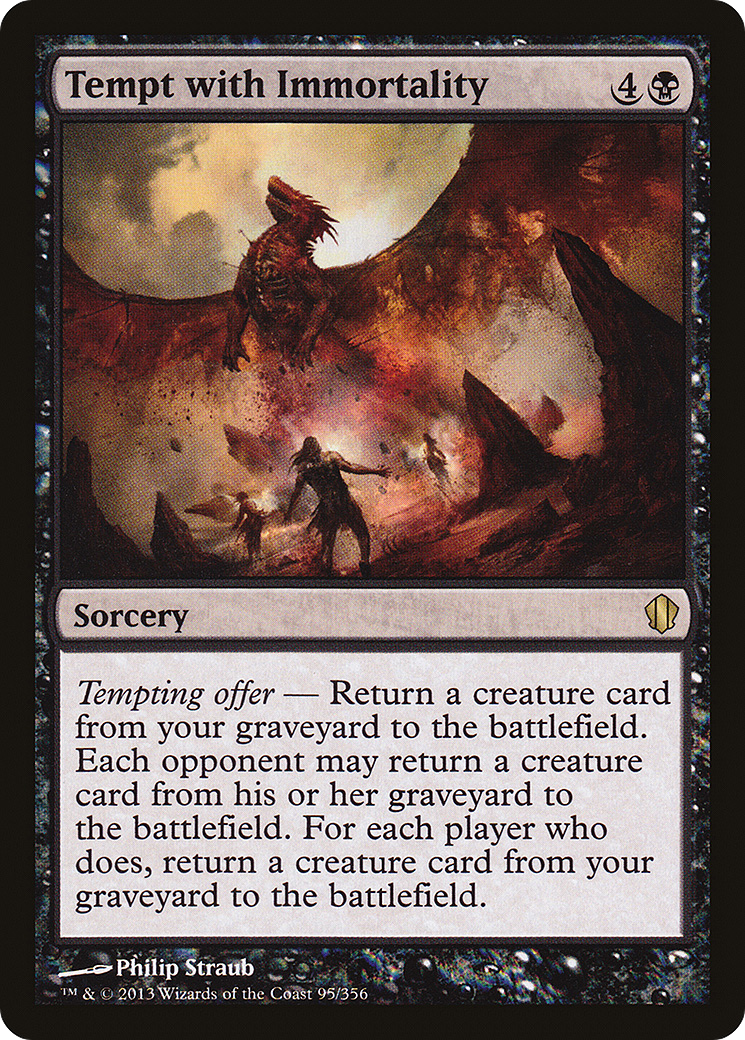 Tempt with Immortality 4
Sorcery
Tempting offer — Return a creature card
from your graveyard to the battlefield.
Each opponent may return a creature
card from his or her graveyard to
the battlefield. For each player who
does, return a creature card from your
graveyard to the battlefield.
Philip Straub
™ & © 2013 Wizards of the Coast 95/356